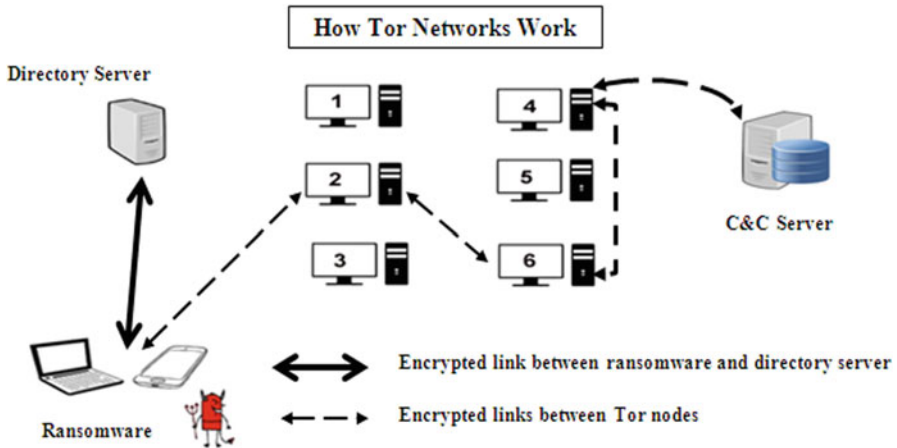 How Tor Networks Work
Directory Server
1
4
2
5
3
6
C&C Server
Ransomware
Encrypted link between ransomware and directory server
Encrypted links between Tor nodes